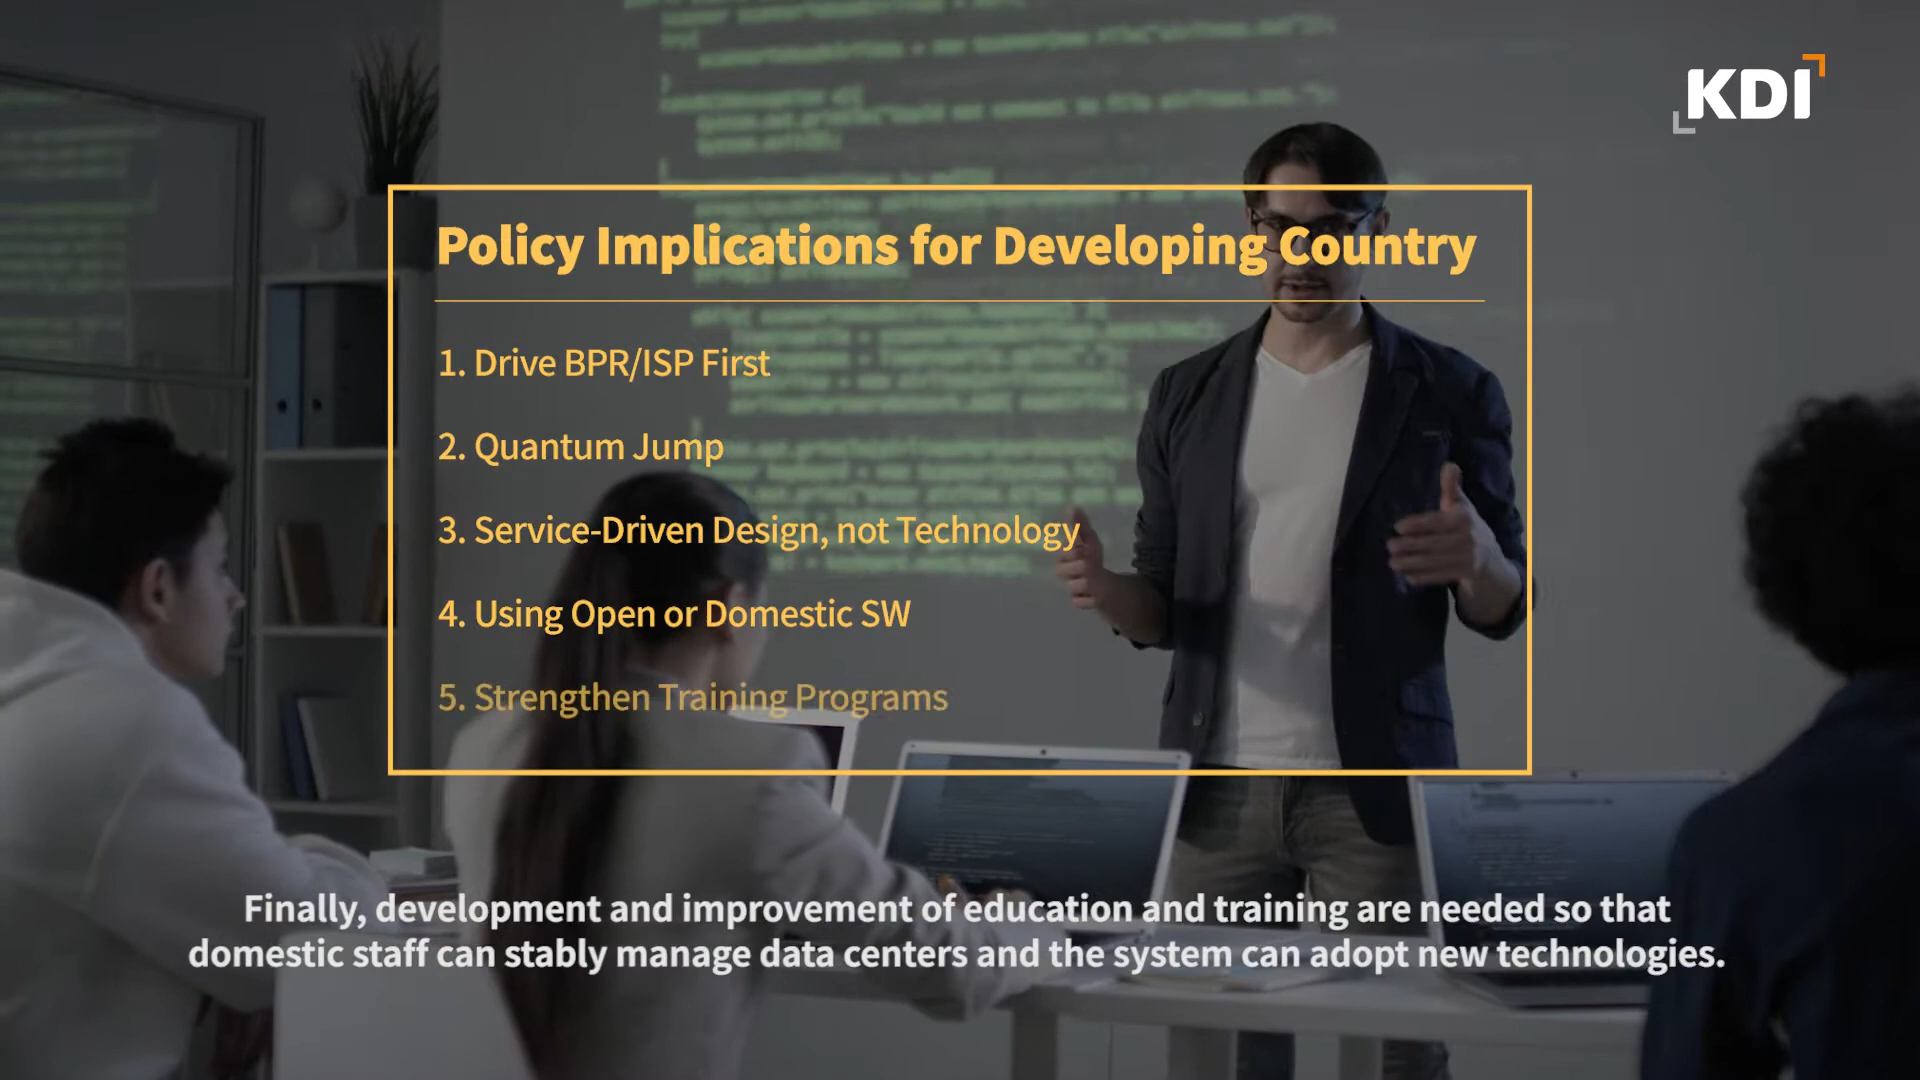 KDI
Policy Implications for Developing Country
1. Drive BPR/ISP First
2. Quantum Jump
3. Service-Driven Design, not Technology
4. Using Open or Domestic SW
5. Strengthen Training Programs
Finally, development and improvement of education and training are needed so that
domestic staff can stably manage data centers and the system can adopt new technologies.